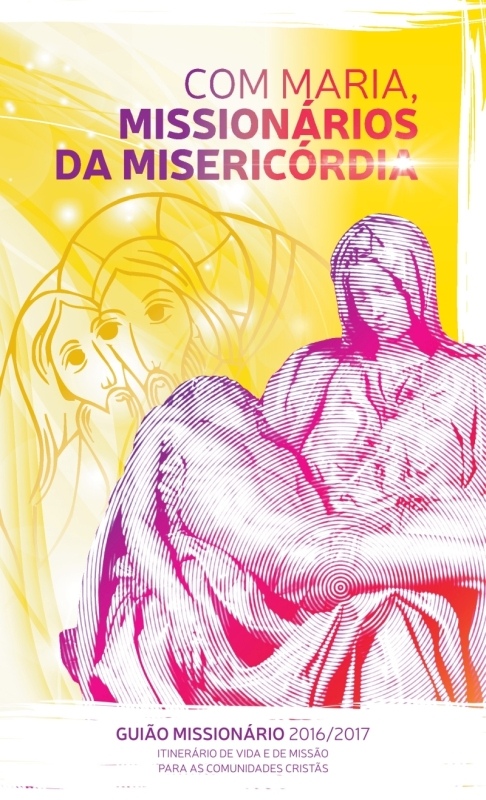 COM MARIA,
MISSIONÁRIOS
DA MISERICÓRDIA
GUIÃO MISSIONÁRIO 2016/2017
ITINERÁRIO DE VIDA E DE MISSÃO
PARA AS COMUNIDADES CRISTÃS